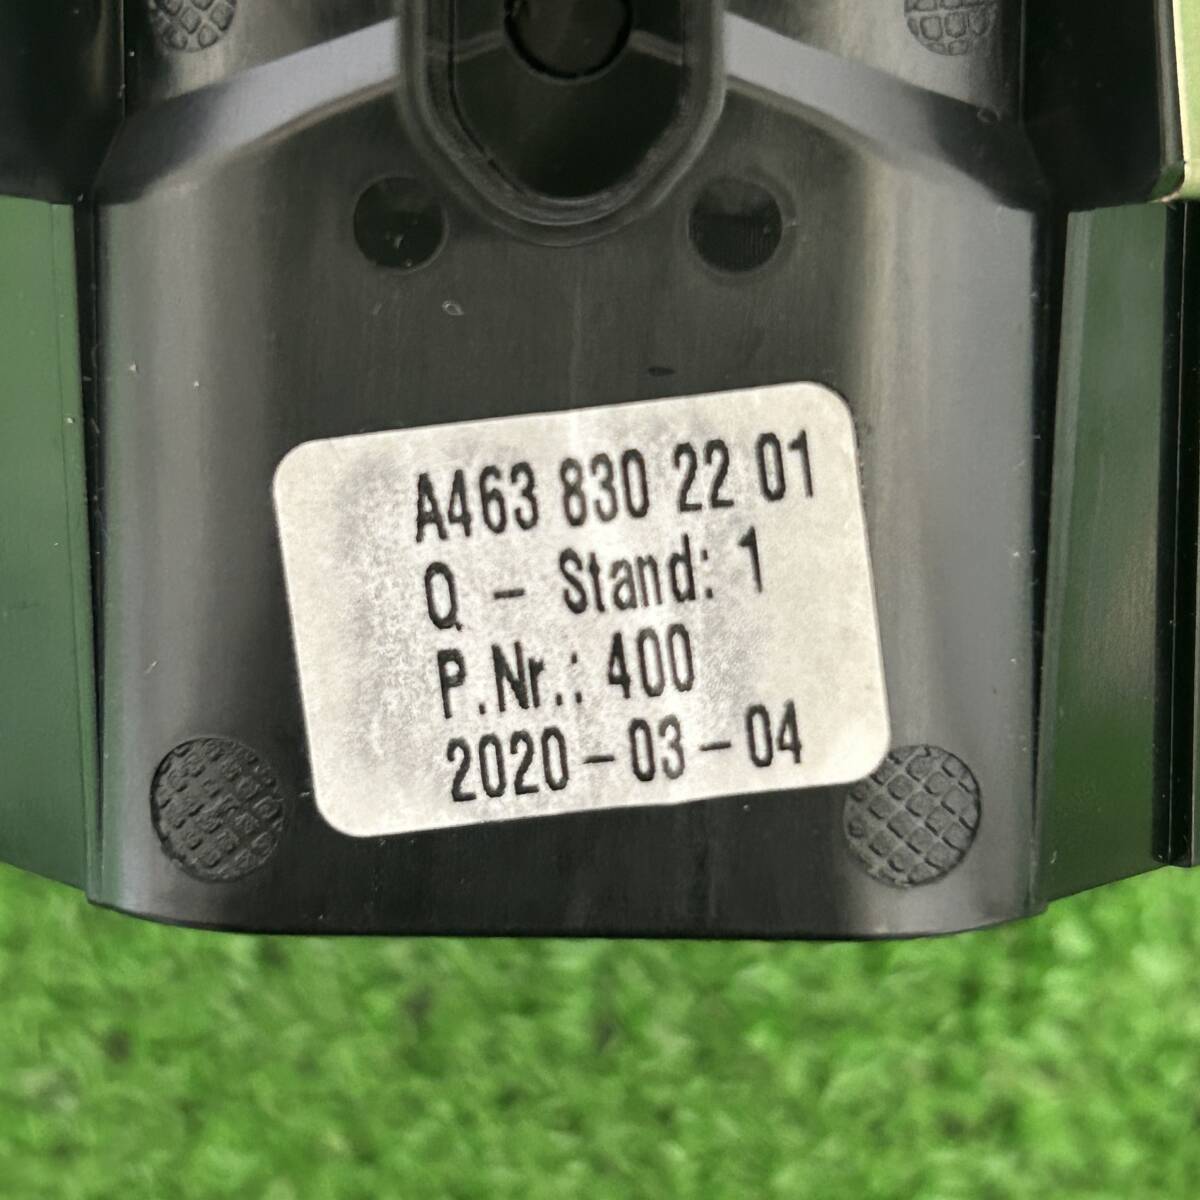 A463 830 22 01
Q - Stand: 1
P.Nr.: 400
2020-03-04